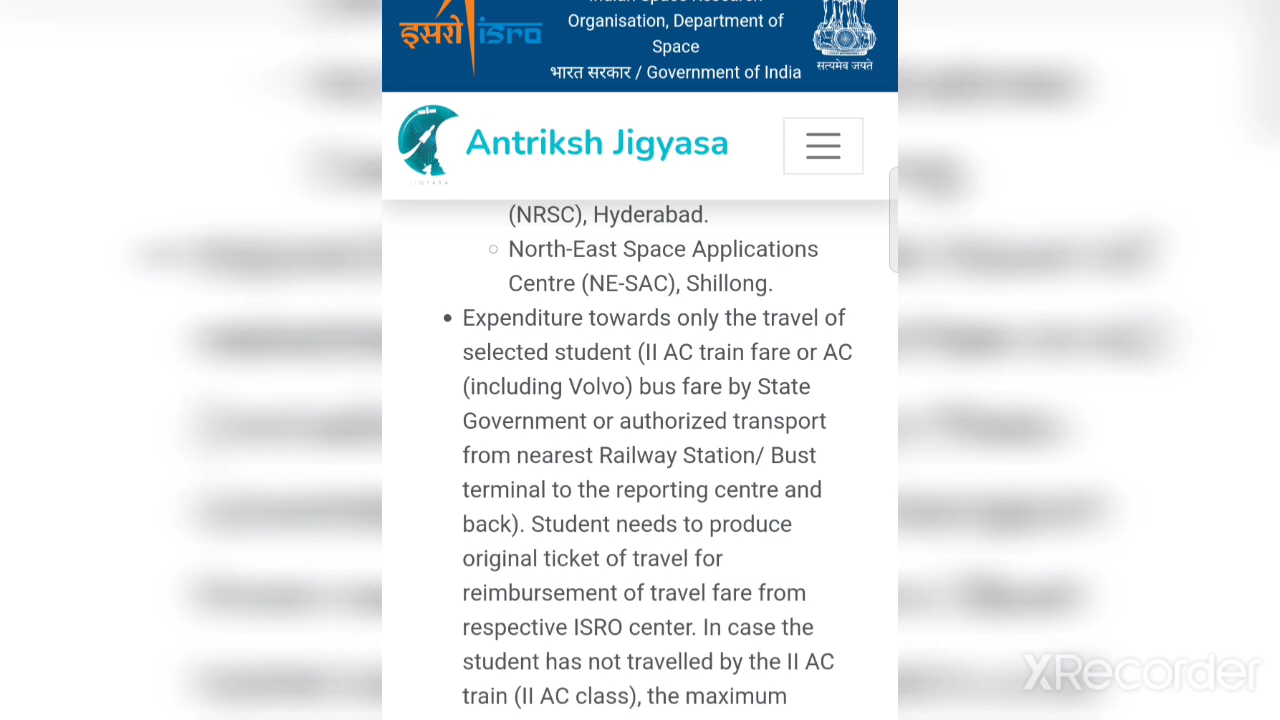 इसरो isro
Organisation, Department of
Space
भारत सरकार / Government of India
सत्यमेव जयते
Antriksh Jigyasa
JIGYASA
(NRSC), Hyderabad.
North-East Space Applications
Centre (NE-SAC), Shillong.
Expenditure towards only the travel of
selected student (II AC train fare or AC
(including Volvo) bus fare by State
Government or authorized transport
from nearest Railway Station/ Bust
terminal to the reporting centre and
back). Student needs to produce
original ticket of travel for
reimbursement of travel fare from
respective ISRO center. In case the
student has not travelled by the II AC
train (II AC class), the maximum
XRecorder